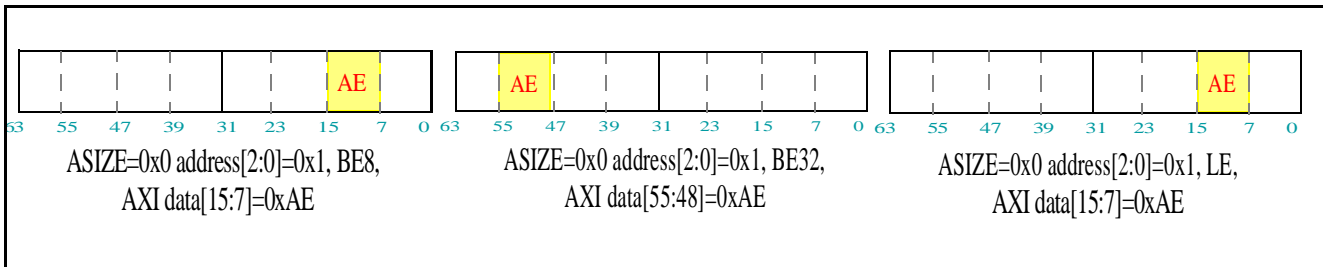 AE AE AE
63 55 47 39 31 23 15 7 0 63 55 47 39 31 23 15 7 0 63 55 47 39 31 23 15 7 0
ASIZE=0x0 address[2:0]=0x1, BE8,
AXI data[15:7]=0xAE
ASIZE=0x0 address[2:0]=0x1, BE32,
AXI data[55:48]=0xAE
ASIZE=0x0 address[2:0]=0x1, LE,
AXI data[15:7]=0xAE